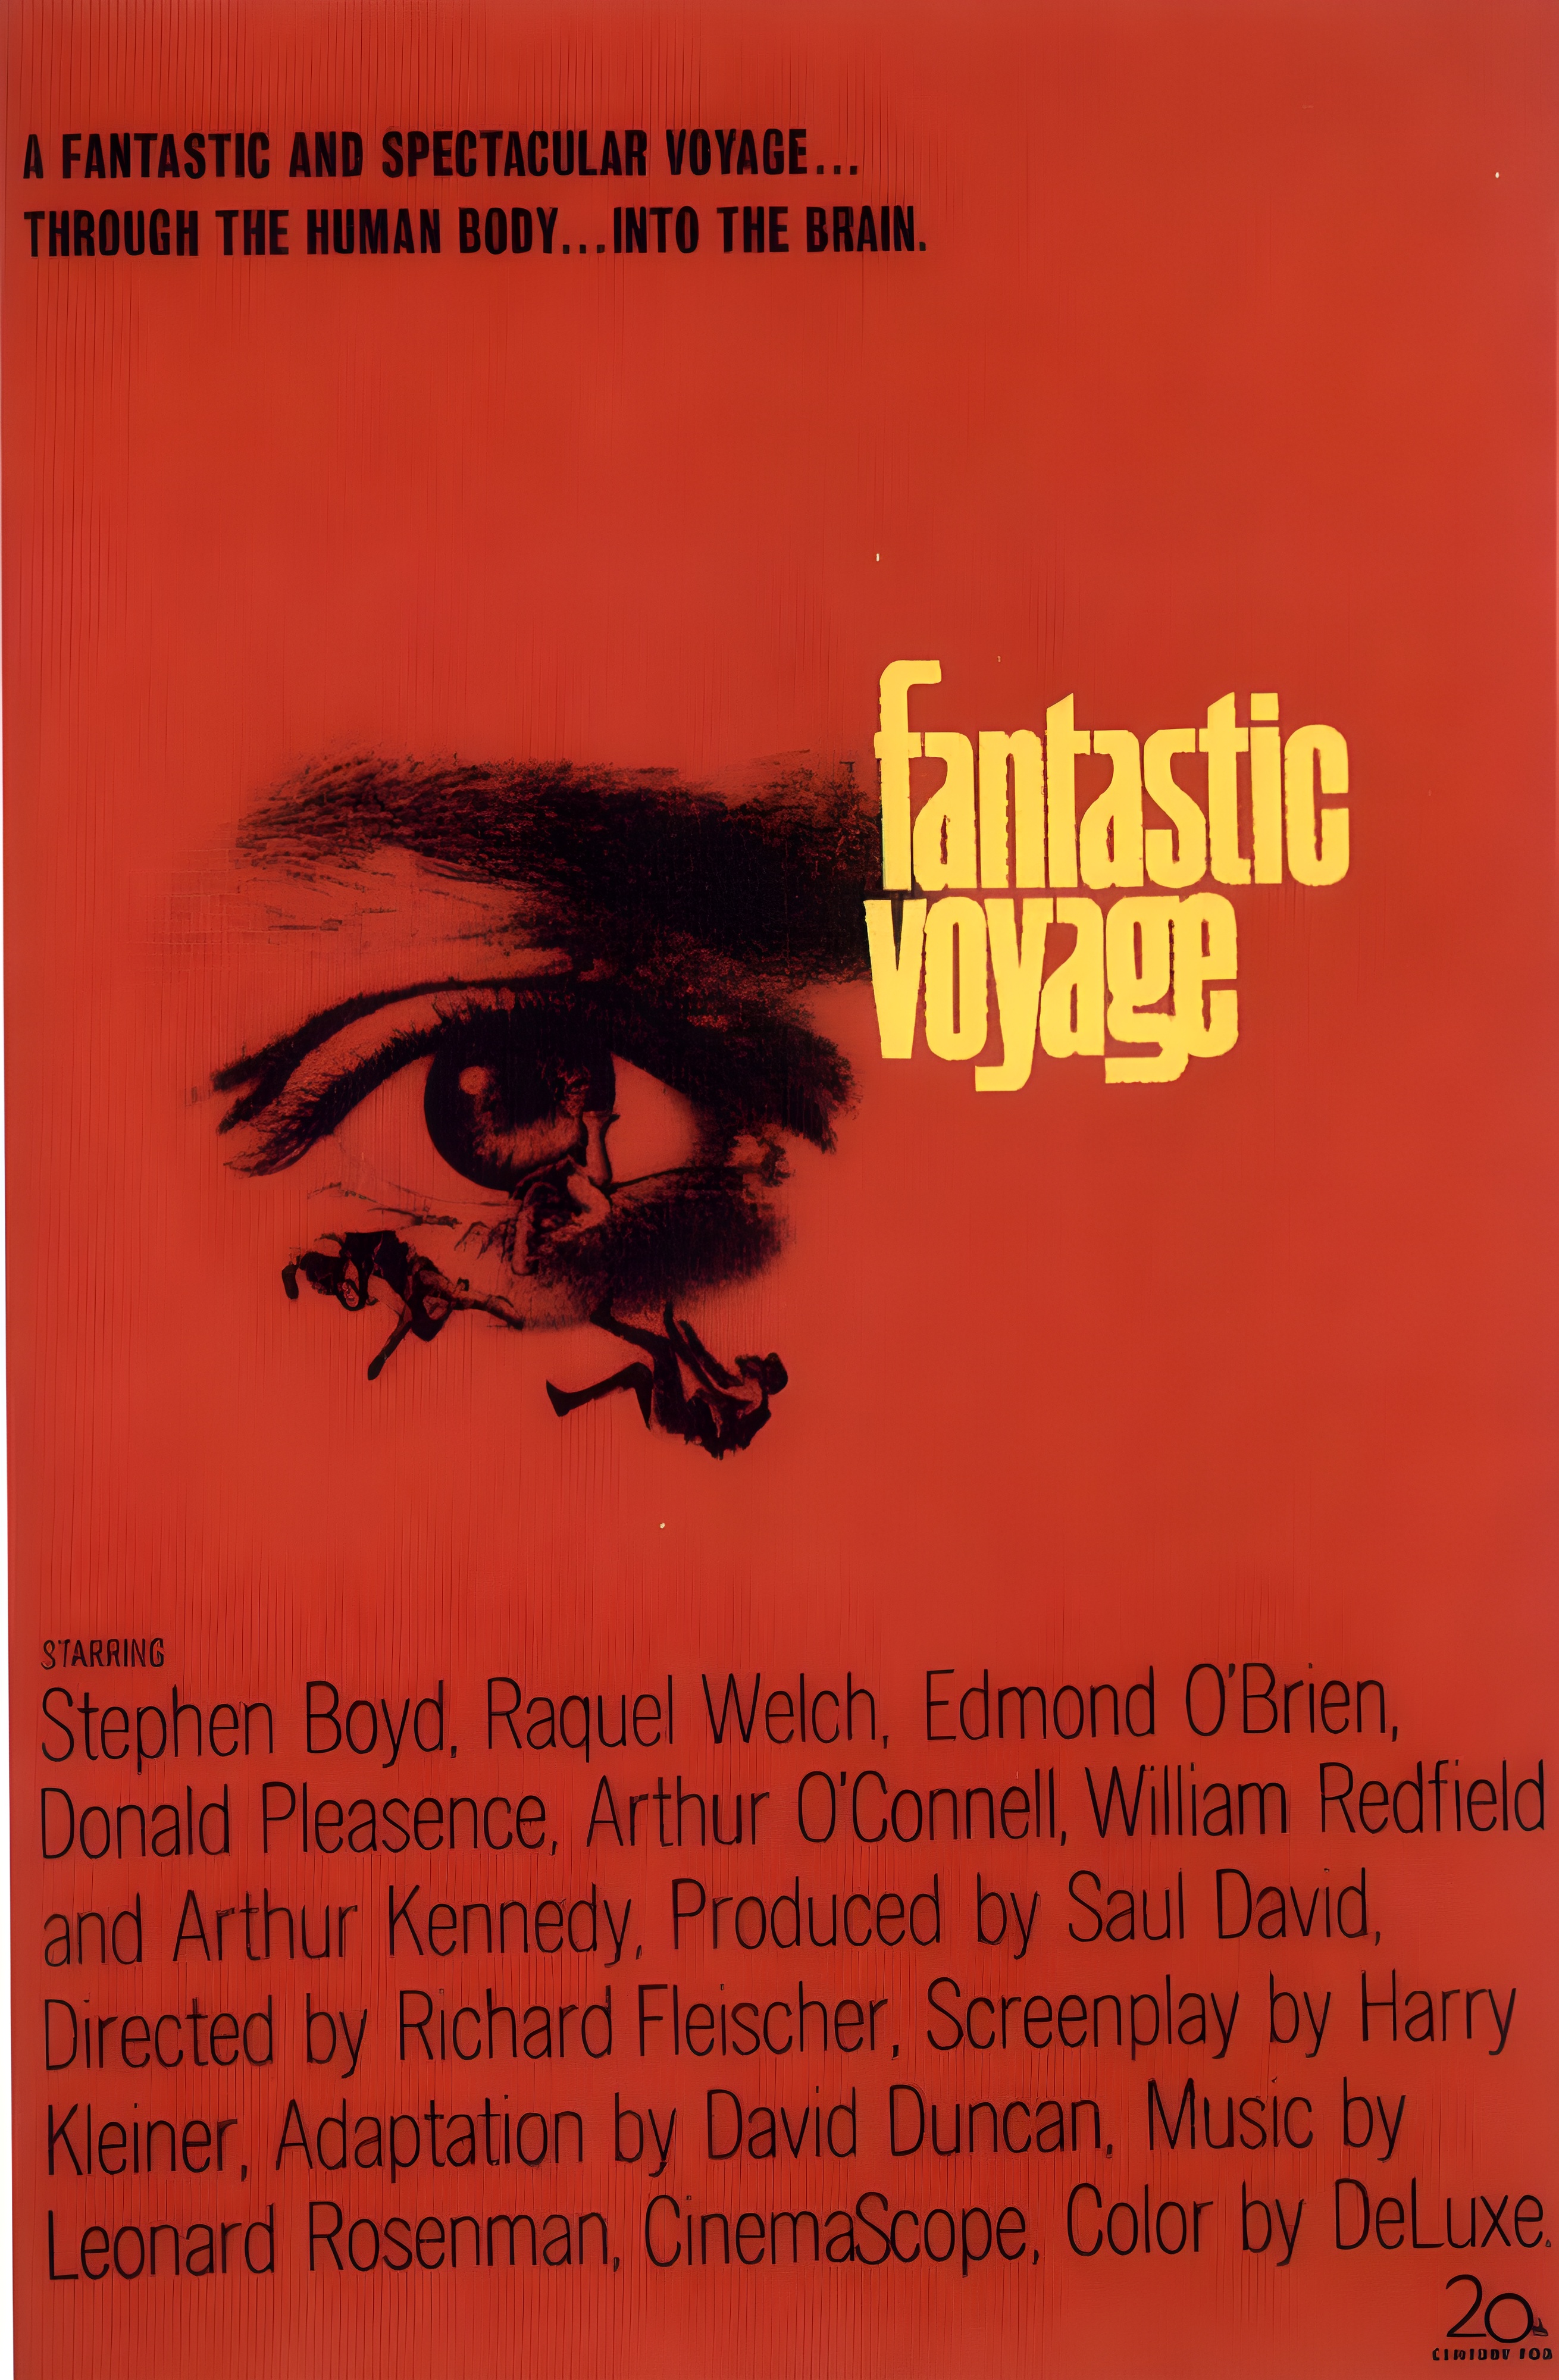 A FANTASTIC AND SPECTACULAR VOYAGE...
THROUGH THE HUMAN BODY...INTO THE BRAIN.
fantastic
voyage
STARRING
Stephen Boyd, Raquel Welch, Edmond O'Brien,
Donald Pleasence, Arthur O'Connell, William Redfield
and Arthur Kennedy, Produced by Saul David,
Directed by Richard Fleischer, Screenplay by Harry
Kleiner, Adaptation by David Duncan, Music by
Leonard Rosenman, CinemaScope, Color by DeLuxe.
20